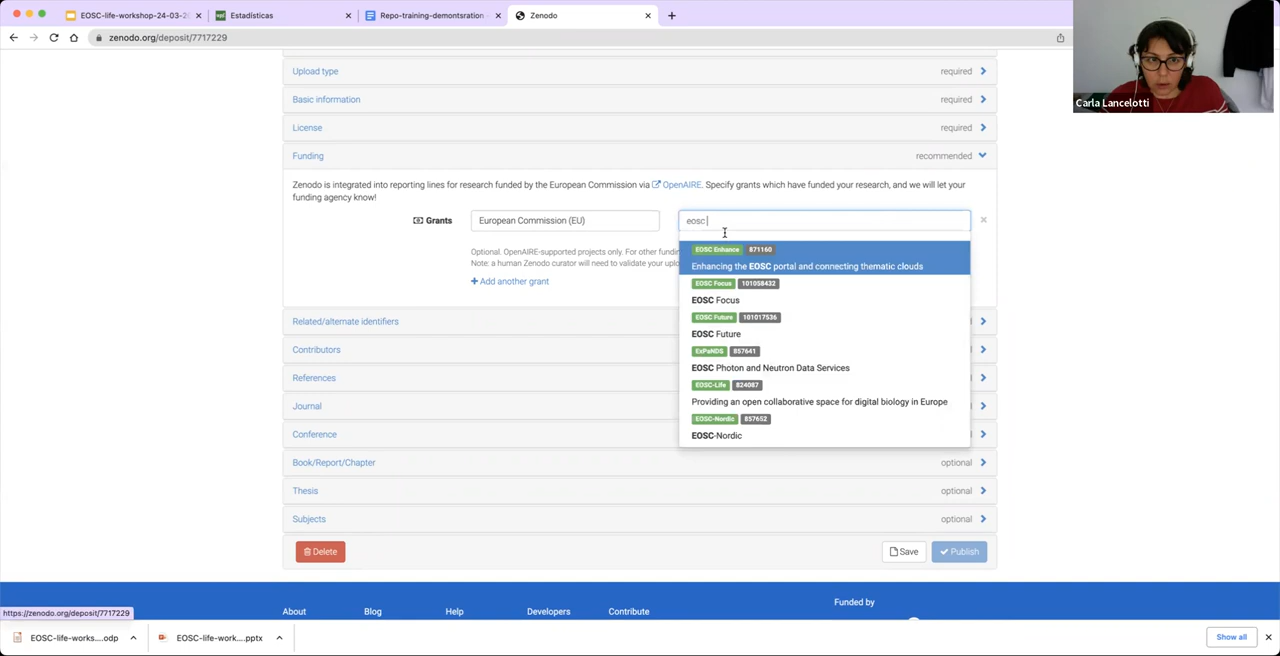 EOSC-life-workshop-24-03-2
Estadísticas
Repo-training-demontsration
Zenodo
zenodo.org/deposit/7717229
Carla Lancelotti
Upload type required
Basic information required
License required
Funding recommended
Zenodo is integrated into reporting lines for research funded by the European Commission via OpenAIRE. Specify grants which have funded your research, and we will let your
funding agency know!
Grants European Commission (EU) eosc
Optional. OpenAIRE-supported projects only. For other fundin
Note: a human Zenodo curator will need to validate your uplo
+ Add another grant
EOSC Enhance 871160
Enhancing the EOSC portal and connecting thematic clouds
EOSC Focus 101058432
EOSC Focus
EOSC Future 101017536
EOSC Future
ExPaNDS 857641
EOSC Photon and Neutron Data Services
EOSC-Life 824087
Providing an open collaborative space for digital biology in Europe
EOSC-Nordic 857652
EOSC-Nordic
Related/alternate identifiers
Contributors
References
Journal
Conference
Book/Report/Chapter optional
Thesis optional
Subjects optional
Delete Save Publish
About Blog Help Developers Contribute Funded by
https://zenodo.org/deposit/7717229
EOSC-life-works....odp
EOSC-life-work....pptx
Show all